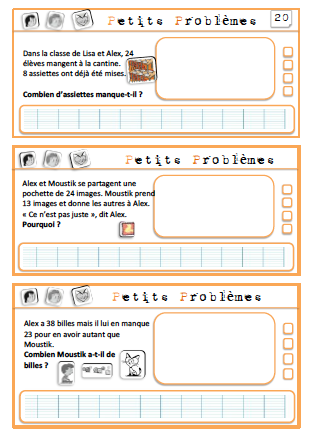 Petits Problèmes 20
Dans la classe de Lisa et Alex, 24
élèves mangent à la cantine.
8 assiettes ont déjà été mises.
Combien d'assiettes manque-t-il ?
Petits Problèmes
Alex et Moustik se partagent une
pochette de 24 images. Moustik prend
13 images et donne les autres à Alex.
« Ce n'est pas juste », dit Alex.
Pourquoi ?
Petits Problèmes
Alex a 38 billes mais il lui en manque
23 pour en avoir autant que
Moustik.
Combien Moustik a-t-il de
billes ?